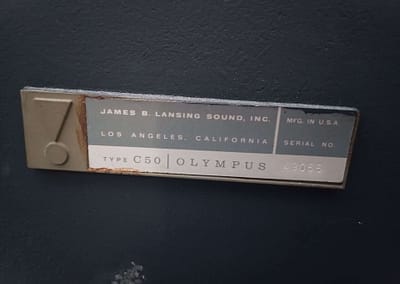 JAMES B. LANSING SOUND, INC.
LOS ANGELES, CALIFORNIA
TYPE C50 | OLYMPUS
MFG. IN U.S.A
SERIAL NO.